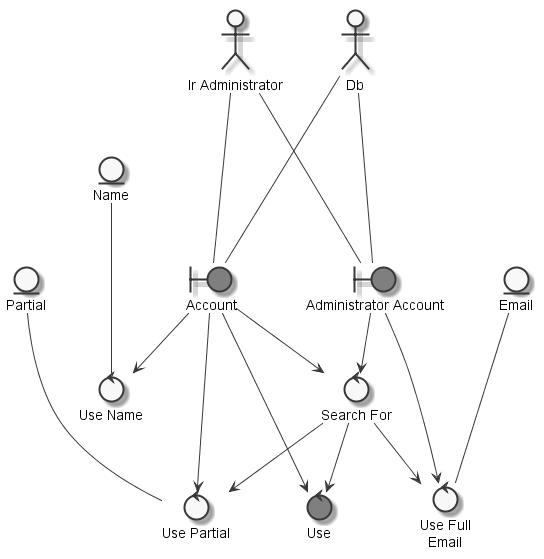 Ir Administrator
Db
Name
Partial
Account
Administrator Account
Email
Use Name
Search For
Use Partial
Use
Use Full
Email